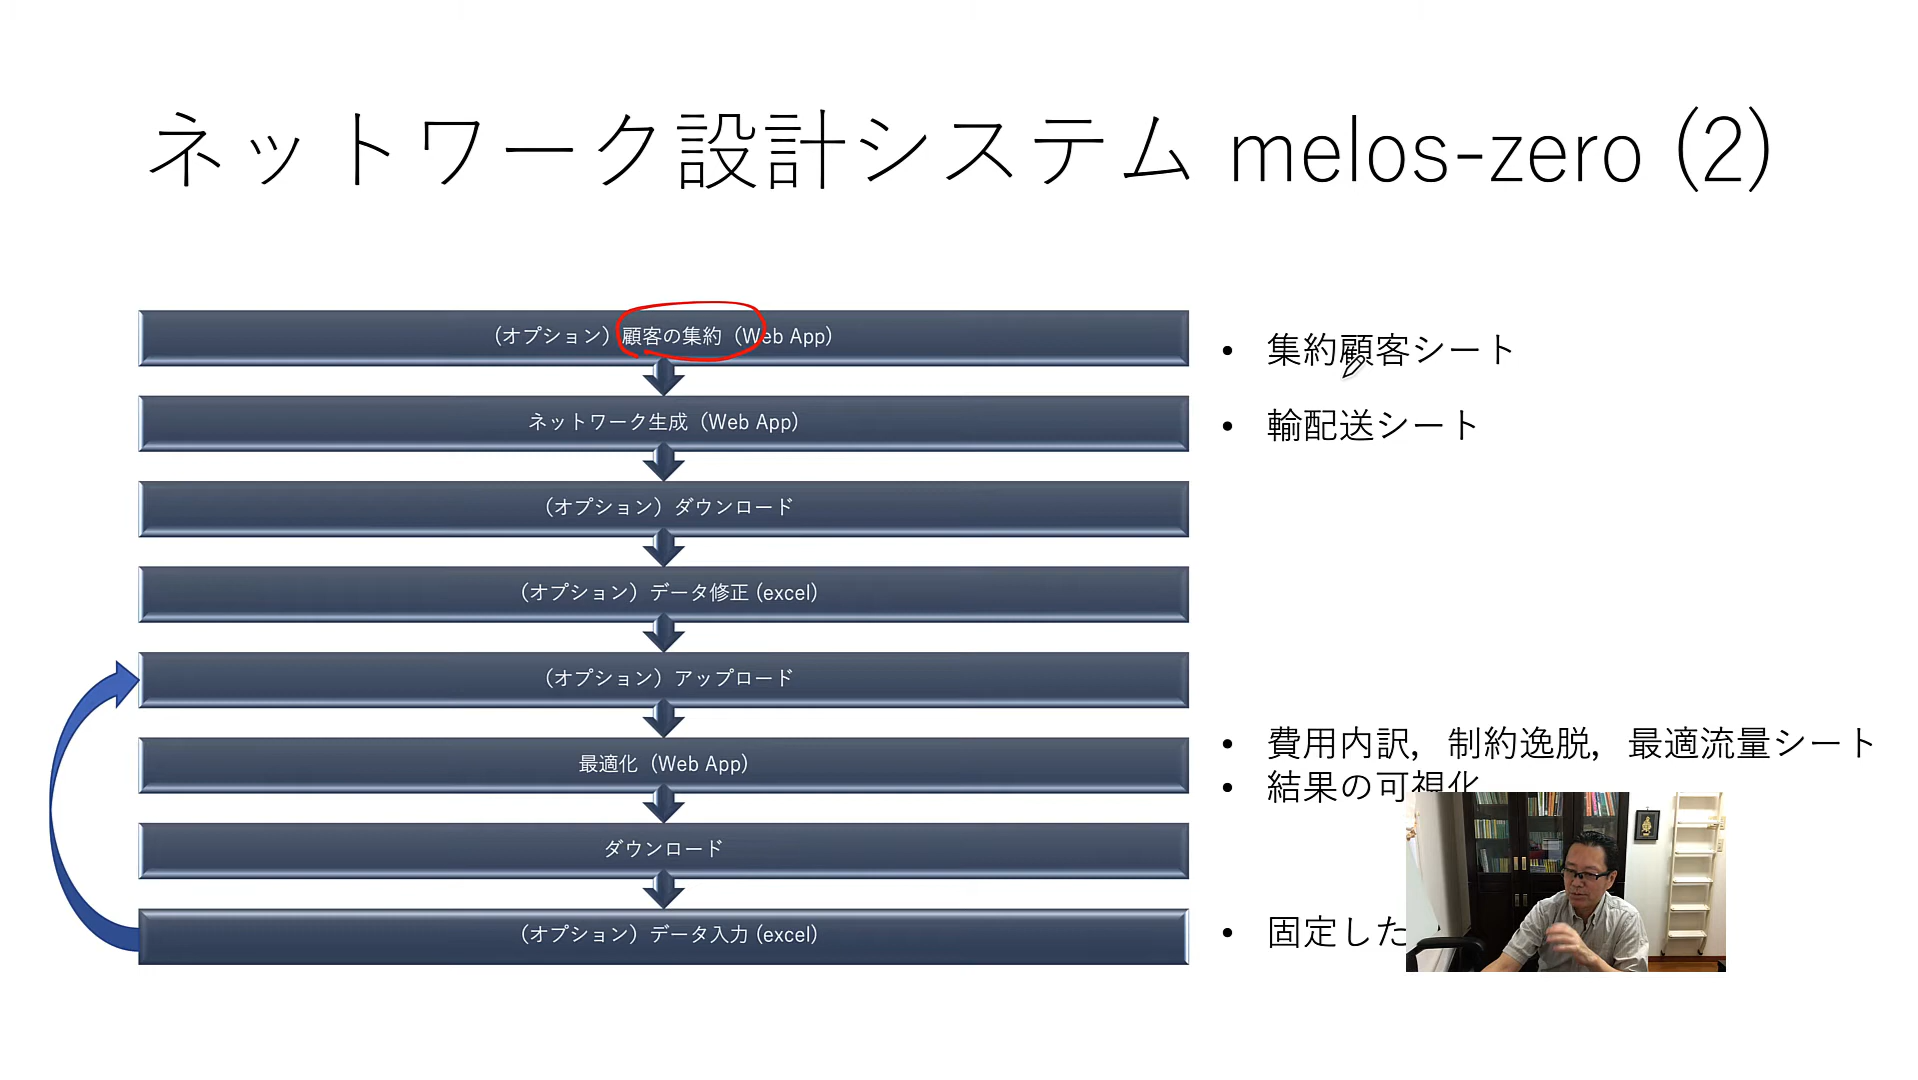 ネットワーク設計システム melos-zero (2)
（オプション）顧客の集約（Web App）
ネットワーク生成（Web App）
（オプション）ダウンロード
（オプション）データ修正 (excel)
（オプション）アップロード
最適化（Web App）
ダウンロード
（オプション）データ入力 (excel)
• 集約顧客シート
• 輸配送シート
• 費用内訳，制約逸脱，最適流量シート
• 結果の可視化
• 固定した